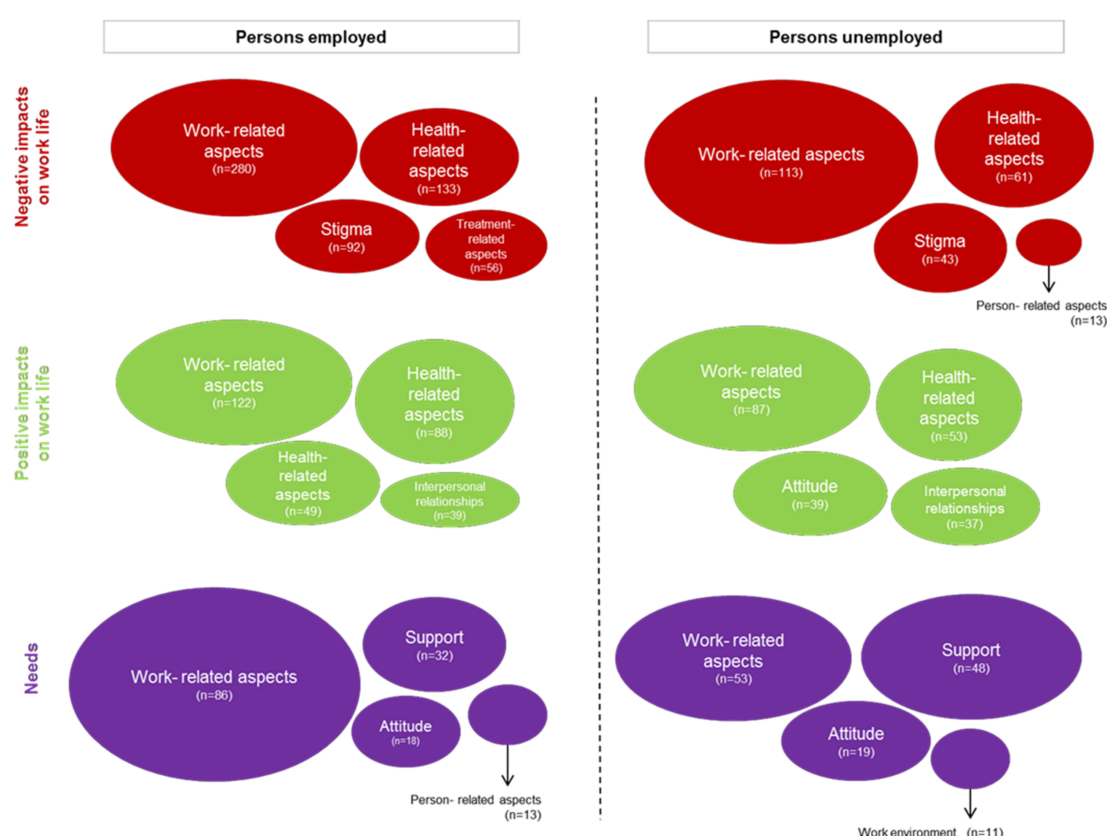 Persons employed
Persons unemployed
Negative impacts
on work life
Work- related
aspects
(n=280)
Health-
related
aspects
(n=133)
Stigma
(n=92)
Treatment-
related
aspects
(n=56)
Work- related aspects
(n=113)
Health-
related
aspects
(n=61)
Stigma
(n=43)
Person- related aspects
(n=13)
Positive impacts
on work life
Work- related
aspects
(n=122)
Health-
related
aspects
(n=88)
Health-
related
aspects
(n=49)
Interpersonal
relationships
(n=39)
Work- related
aspects
(n=87)
Health-
related
aspects
(n=53)
Attitude
(n=39)
Interpersonal
relationships
(n=37)
Needs
Work- related aspects
(n=86)
Support
(n=32)
Attitude
(n=18)
Person- related aspects
(n=13)
Work- related
aspects
(n=53)
Support
(n=48)
Attitude
(n=19)
Work environment (n=11)